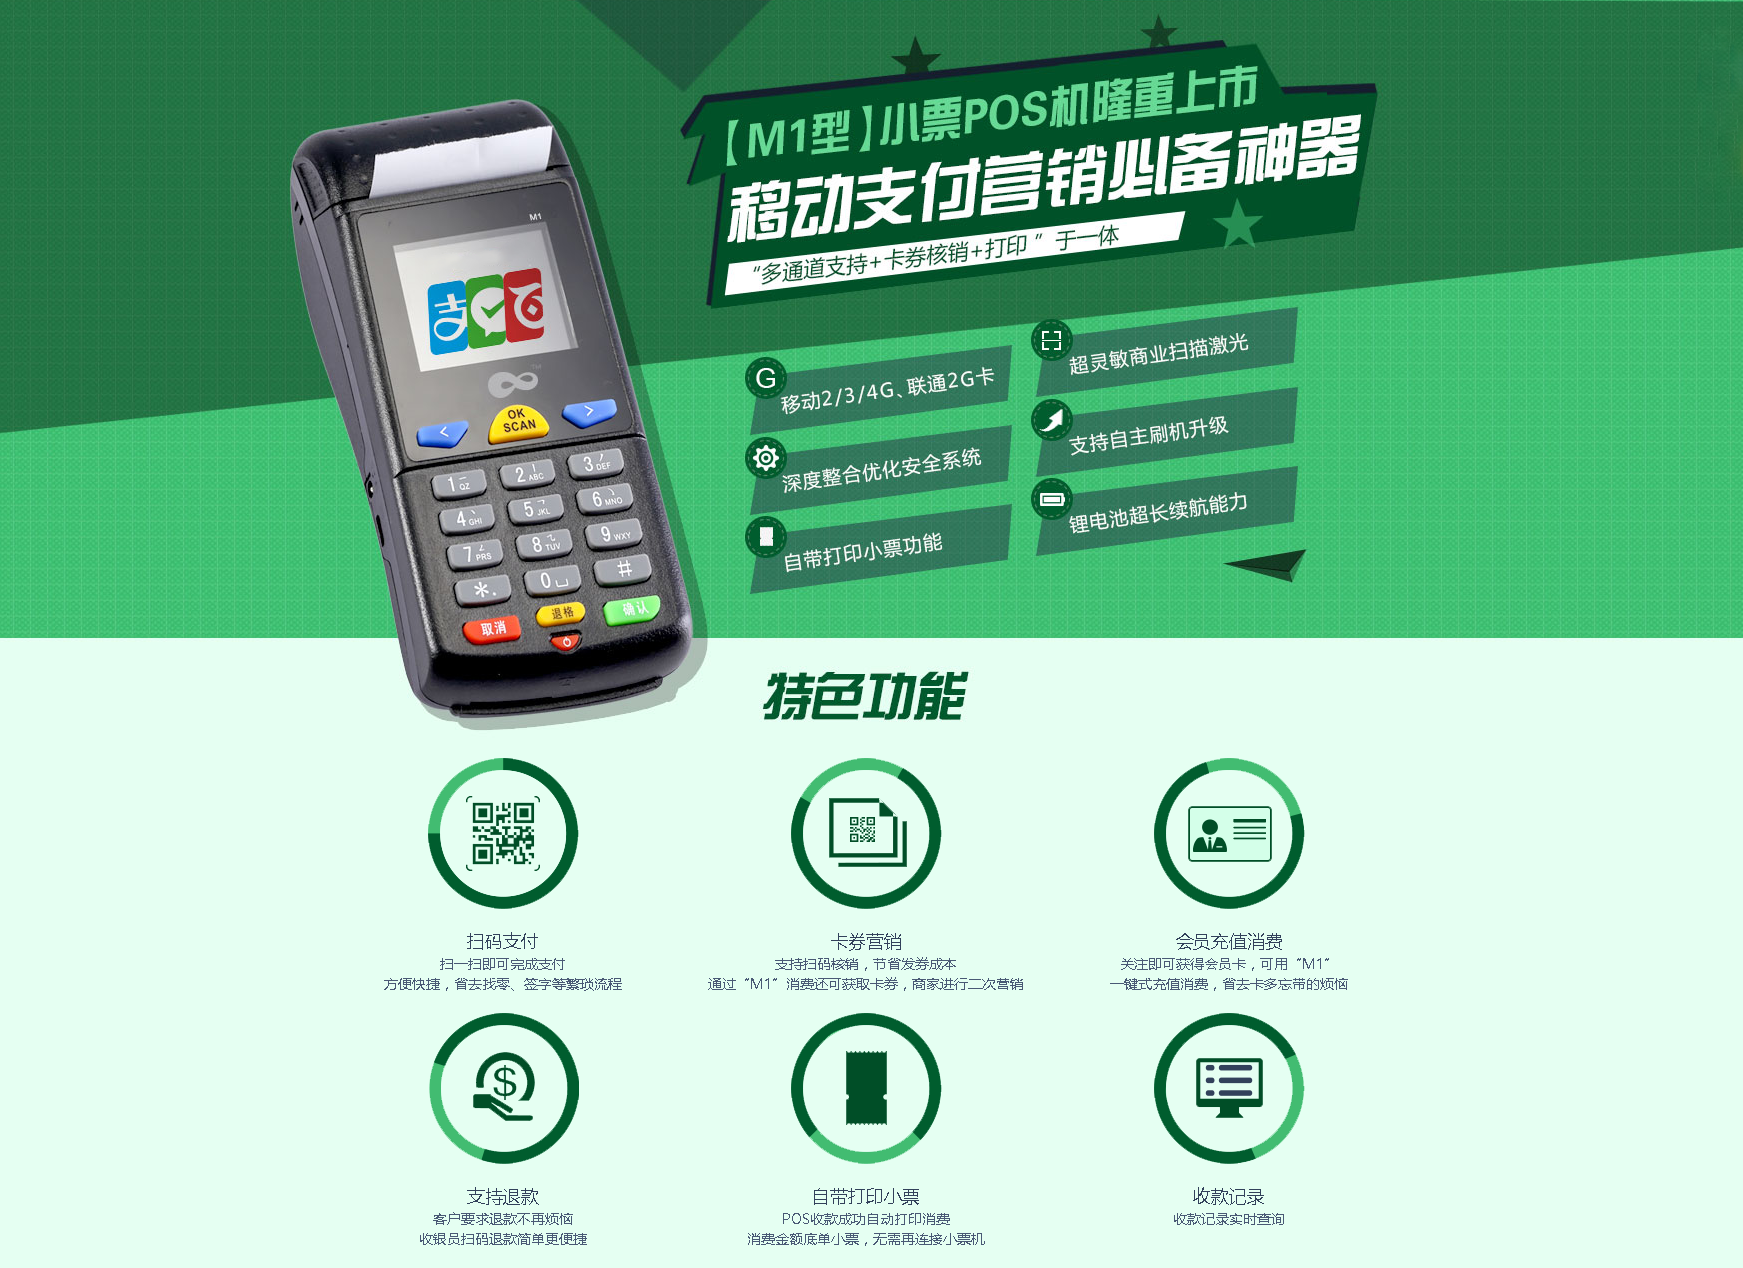 【M1型】小票POS机隆重上市
移动支付营销必备神器
“多通道支持+卡券核销+打印 ”于一体
G
移动2/3/4G、联通2G卡
超灵敏商业扫描激光
深度整合优化安全系统
支持自主刷机升级
自带打印小票功能
锂电池超长续航能力
M1
支
OK
SCAN
<
>
1 QZ
2 ABC
3 DEF
4 GHI
5 JKL
6 MNO
7 PRS
8 TUV
9 WXY
*.
0
#
取消
退格
确认
特色功能
扫码支付
扫一扫即可完成支付
方便快捷，省去找零、签字等繁琐流程
卡券营销
支持扫码核销，节省发券成本
通过“M1”消费还可获取卡券，商家进行二次营销
会员充值消费
关注即可获得会员卡，可用“M1”
一键式充值消费，省去卡多忘带的烦恼
$
支持退款
客户要求退款不再烦恼
收银员扫码退款简单更便捷
自带打印小票
POS收款成功自动打印消费
消费金额底单小票，无需再连接小票机
收款记录
收款记录实时查询